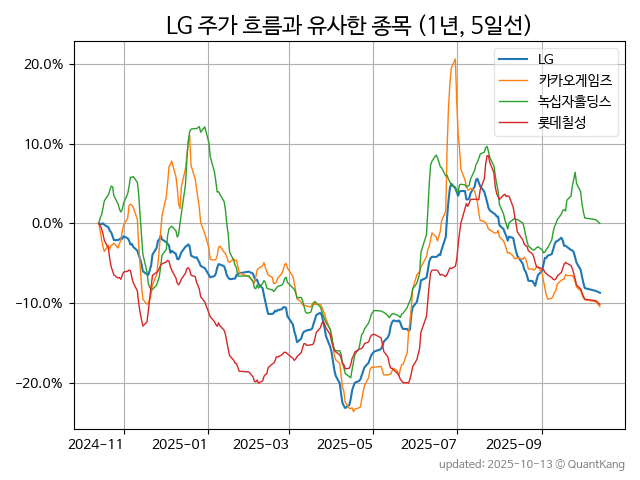 LG 주가 흐름과 유사한 종목 (1년, 5일선)
LG
카카오게임즈
녹십자홀딩스
롯데칠성
20.0%
10.0%
0.0%
−10.0%
−20.0%
2024-11 2025-01 2025-03 2025-05 2025-07 2025-09
updated: 2025-10-13 © QuantKang